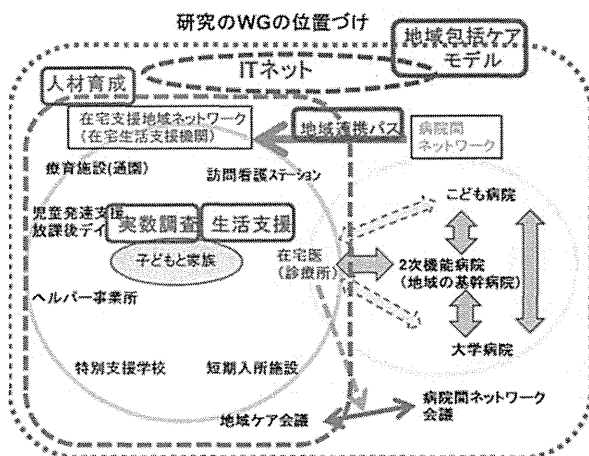 研究のWGの位置づけ
地域包括ケア
モデル
ITネット
人材育成
在宅支援地域ネットワーク
(在宅生活支援機関)
地域連携パス
病院間
ネットワーク
療育施設(通園)
訪問看護ステーション
こども病院
児童発達支援
放課後デイ
実数調査
生活支援
子どもと家族
在宅医
(診療所)
2次機能病院
(地域の基幹病院)
ヘルパー事業所
大学病院
特別支援学校
短期入所施設
地域ケア会議
病院間ネットワーク
会議